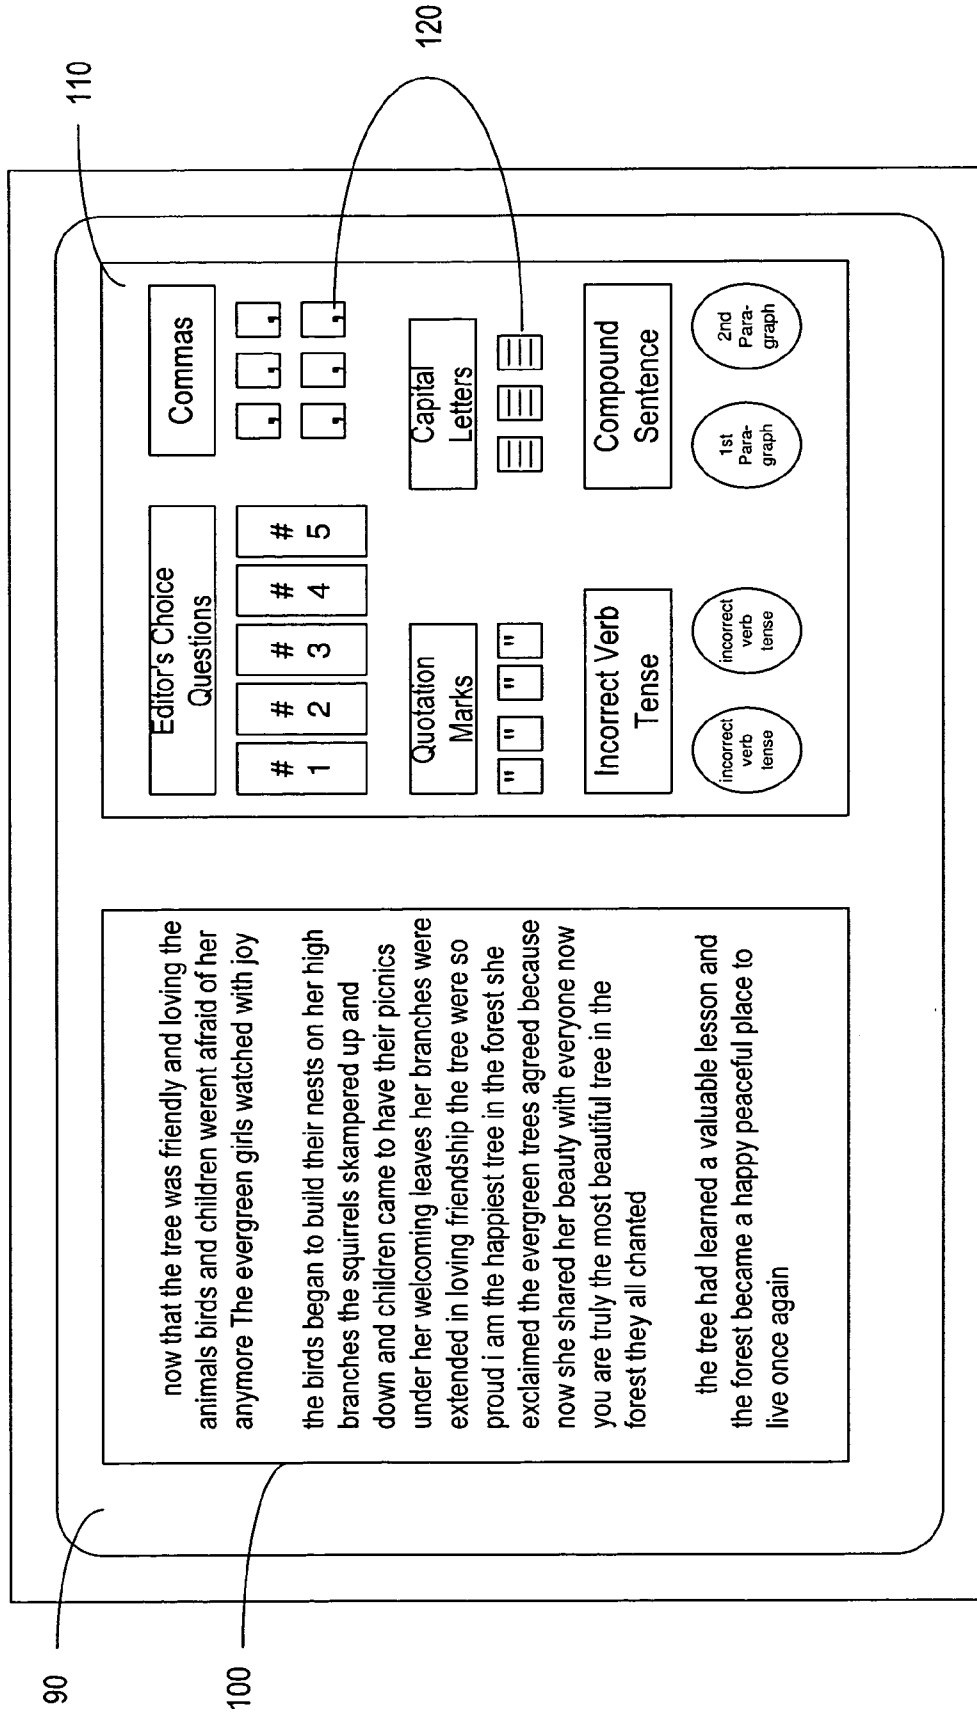 90
100
now that the tree was friendly and loving the
animals birds and children werent afraid of her
anymore The evergreen girls watched with joy
the birds began to build their nests on her high
branches the squirrels skampered up and
down and children came to have their picnics
under her welcoming leaves her branches were
extended in loving friendship the tree were so
proud i am the happiest tree in the forest she
exclaimed the evergreen trees agreed because
now she shared her beauty with everyone now
you are truly the most beautiful tree in the
forest they all chanted
the tree had learned a valuable lesson and
the forest became a happy peaceful place to
live once again
110
Editor's Choice
Questions
# # # # #
1 2 3 4 5
Commas
, , ,
, , ,
120
Quotation
Marks
" " " "
Capital
Letters
Incorrect Verb
Tense
incorrect
verb
tense
incorrect
verb
tense
Compound
Sentence
1st
Para-
graph
2nd
Para-
graph